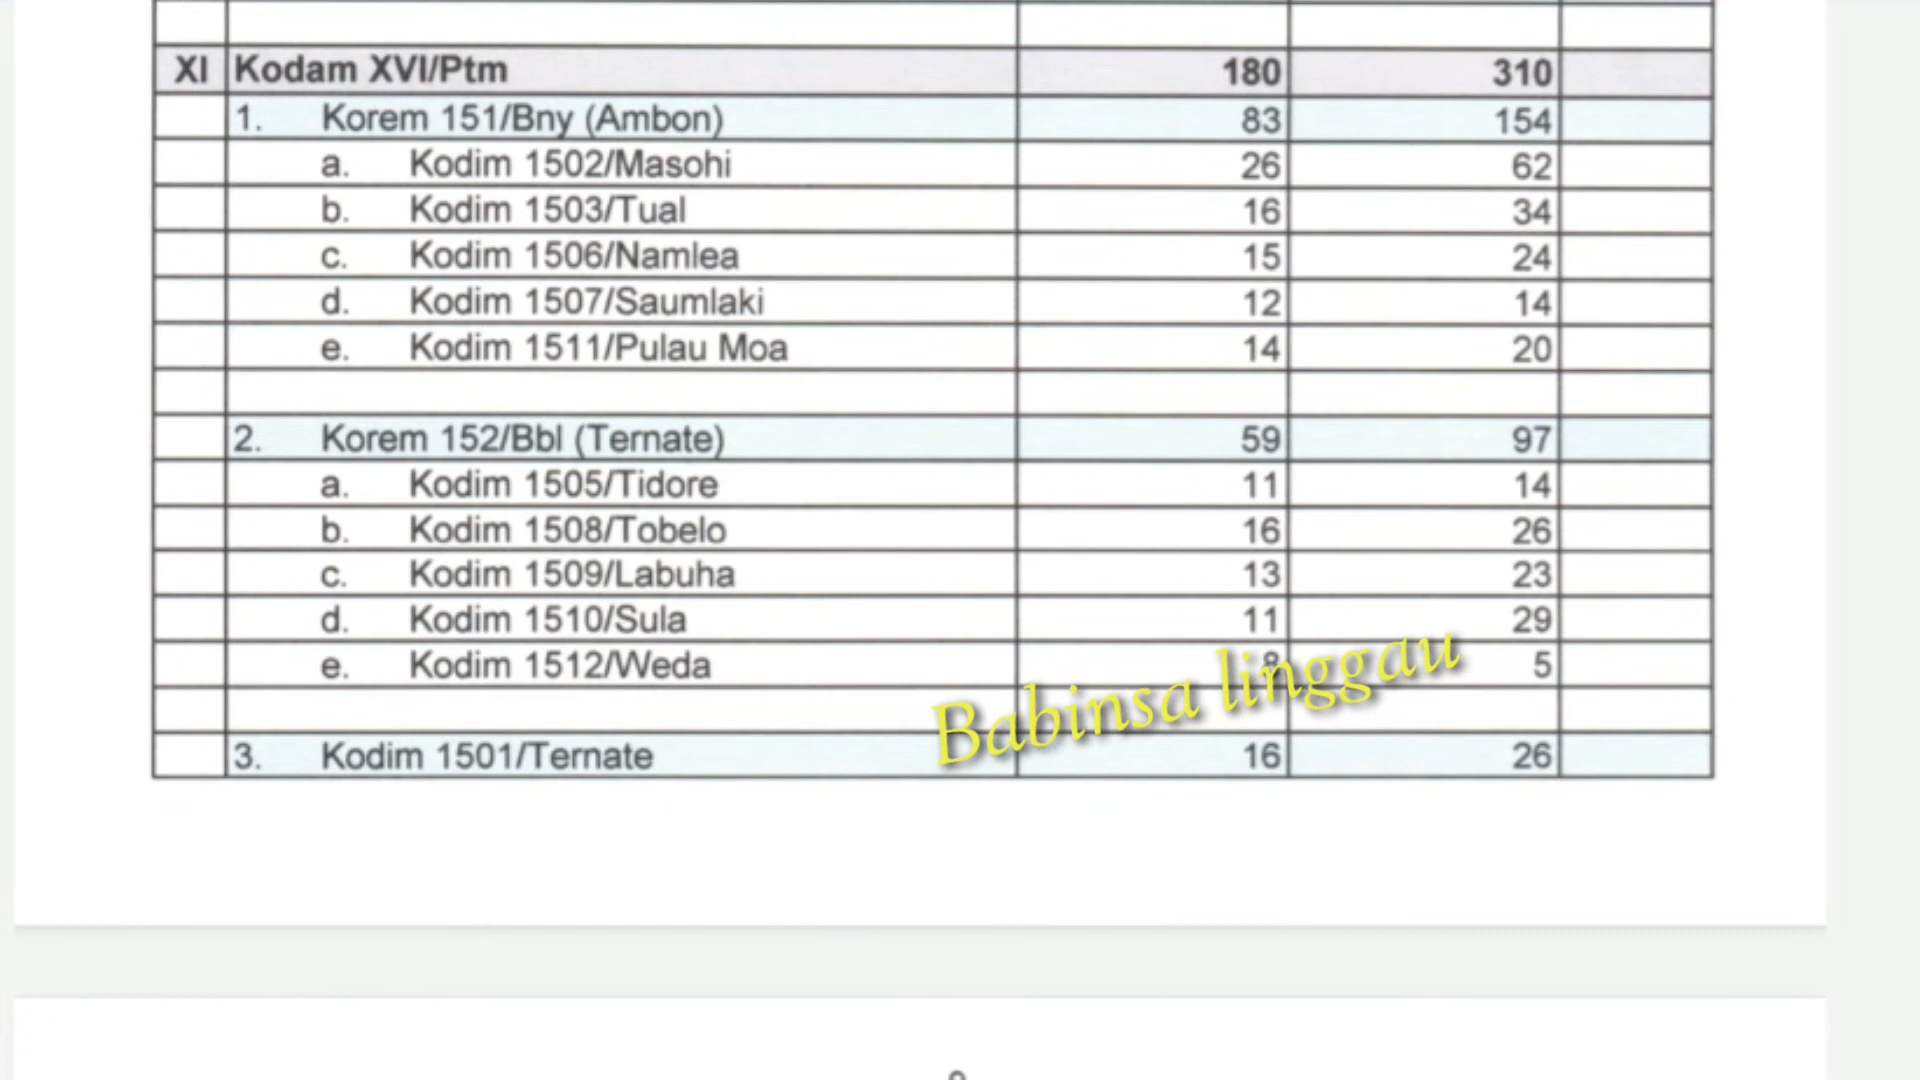 XI Kodam XVI/Ptm 180 310
1. Korem 151/Bny (Ambon) 83 154
a. Kodim 1502/Masohi 26 62
b. Kodim 1503/Tual 16 34
c. Kodim 1506/Namlea 15 24
d. Kodim 1507/Saumlaki 12 14
e. Kodim 1511/Pulau Moa 14 20
2. Korem 152/Bbl (Ternate) 59 97
a. Kodim 1505/Tidore 11 14
b. Kodim 1508/Tobelo 16 26
c. Kodim 1509/Labuha 13 23
d. Kodim 1510/Sula 11 29
e. Kodim 1512/Weda 8 5
Babinsa linggau
3. Kodim 1501/Ternate 16 26